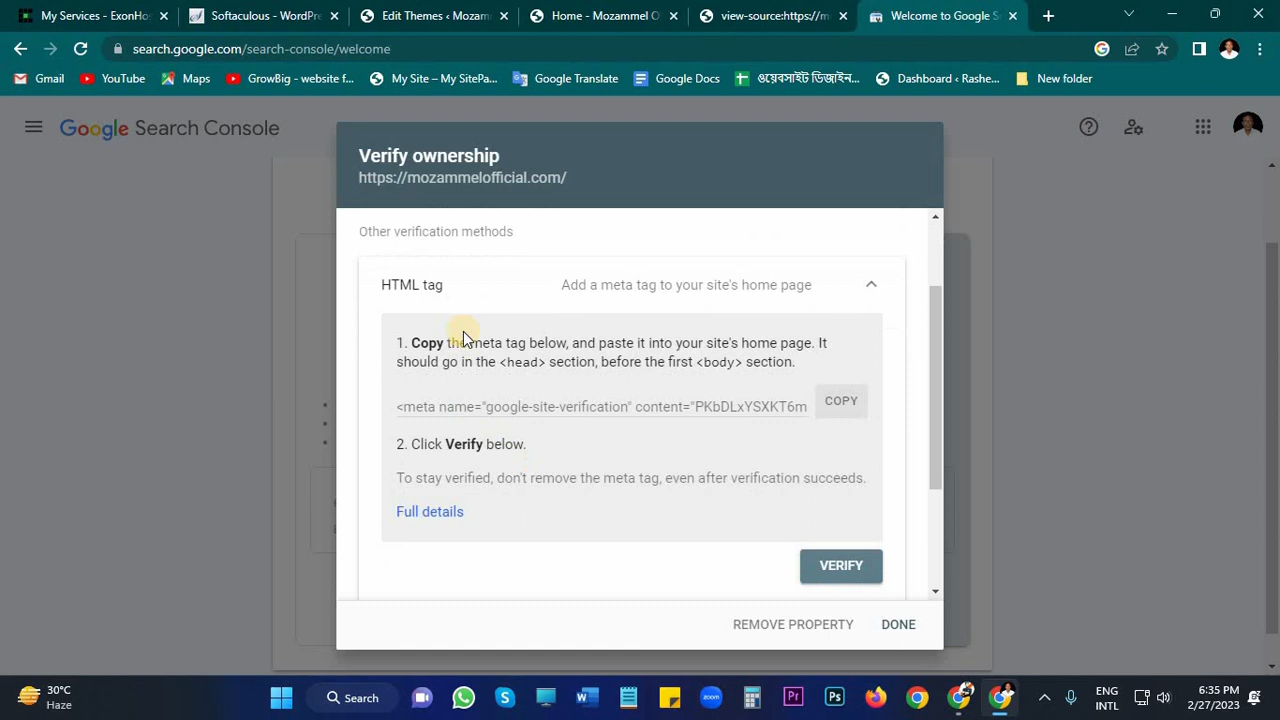 My Services - ExonHos
Softaculous - WordPre
Edit Themes ‹ Mozamm
Home - Mozammel O
view-source:https://m
Welcome to Google S
search.google.com/search-console/welcome
Gmail
YouTube
Maps
GrowBig - website f...
My Site – My SitePa...
Google Translate
Google Docs
ওয়েবসাইট ডিজাইন...
Dashboard ‹ Rashe...
New folder
Google Search Console
Verify ownership
https://mozammelofficial.com/
Other verification methods
HTML tag
Add a meta tag to your site's home page
1. Copy the meta tag below, and paste it into your site's home page. It
should go in the <head> section, before the first <body> section.
<meta name="google-site-verification" content="PKbDLxYSXKT6m
COPY
2. Click Verify below.
To stay verified, don't remove the meta tag, even after verification succeeds.
Full details
VERIFY
REMOVE PROPERTY
DONE
30°C
Haze
Search
zoom
Pr
Ps
ENG
INTL
6:35 PM
2/27/2023